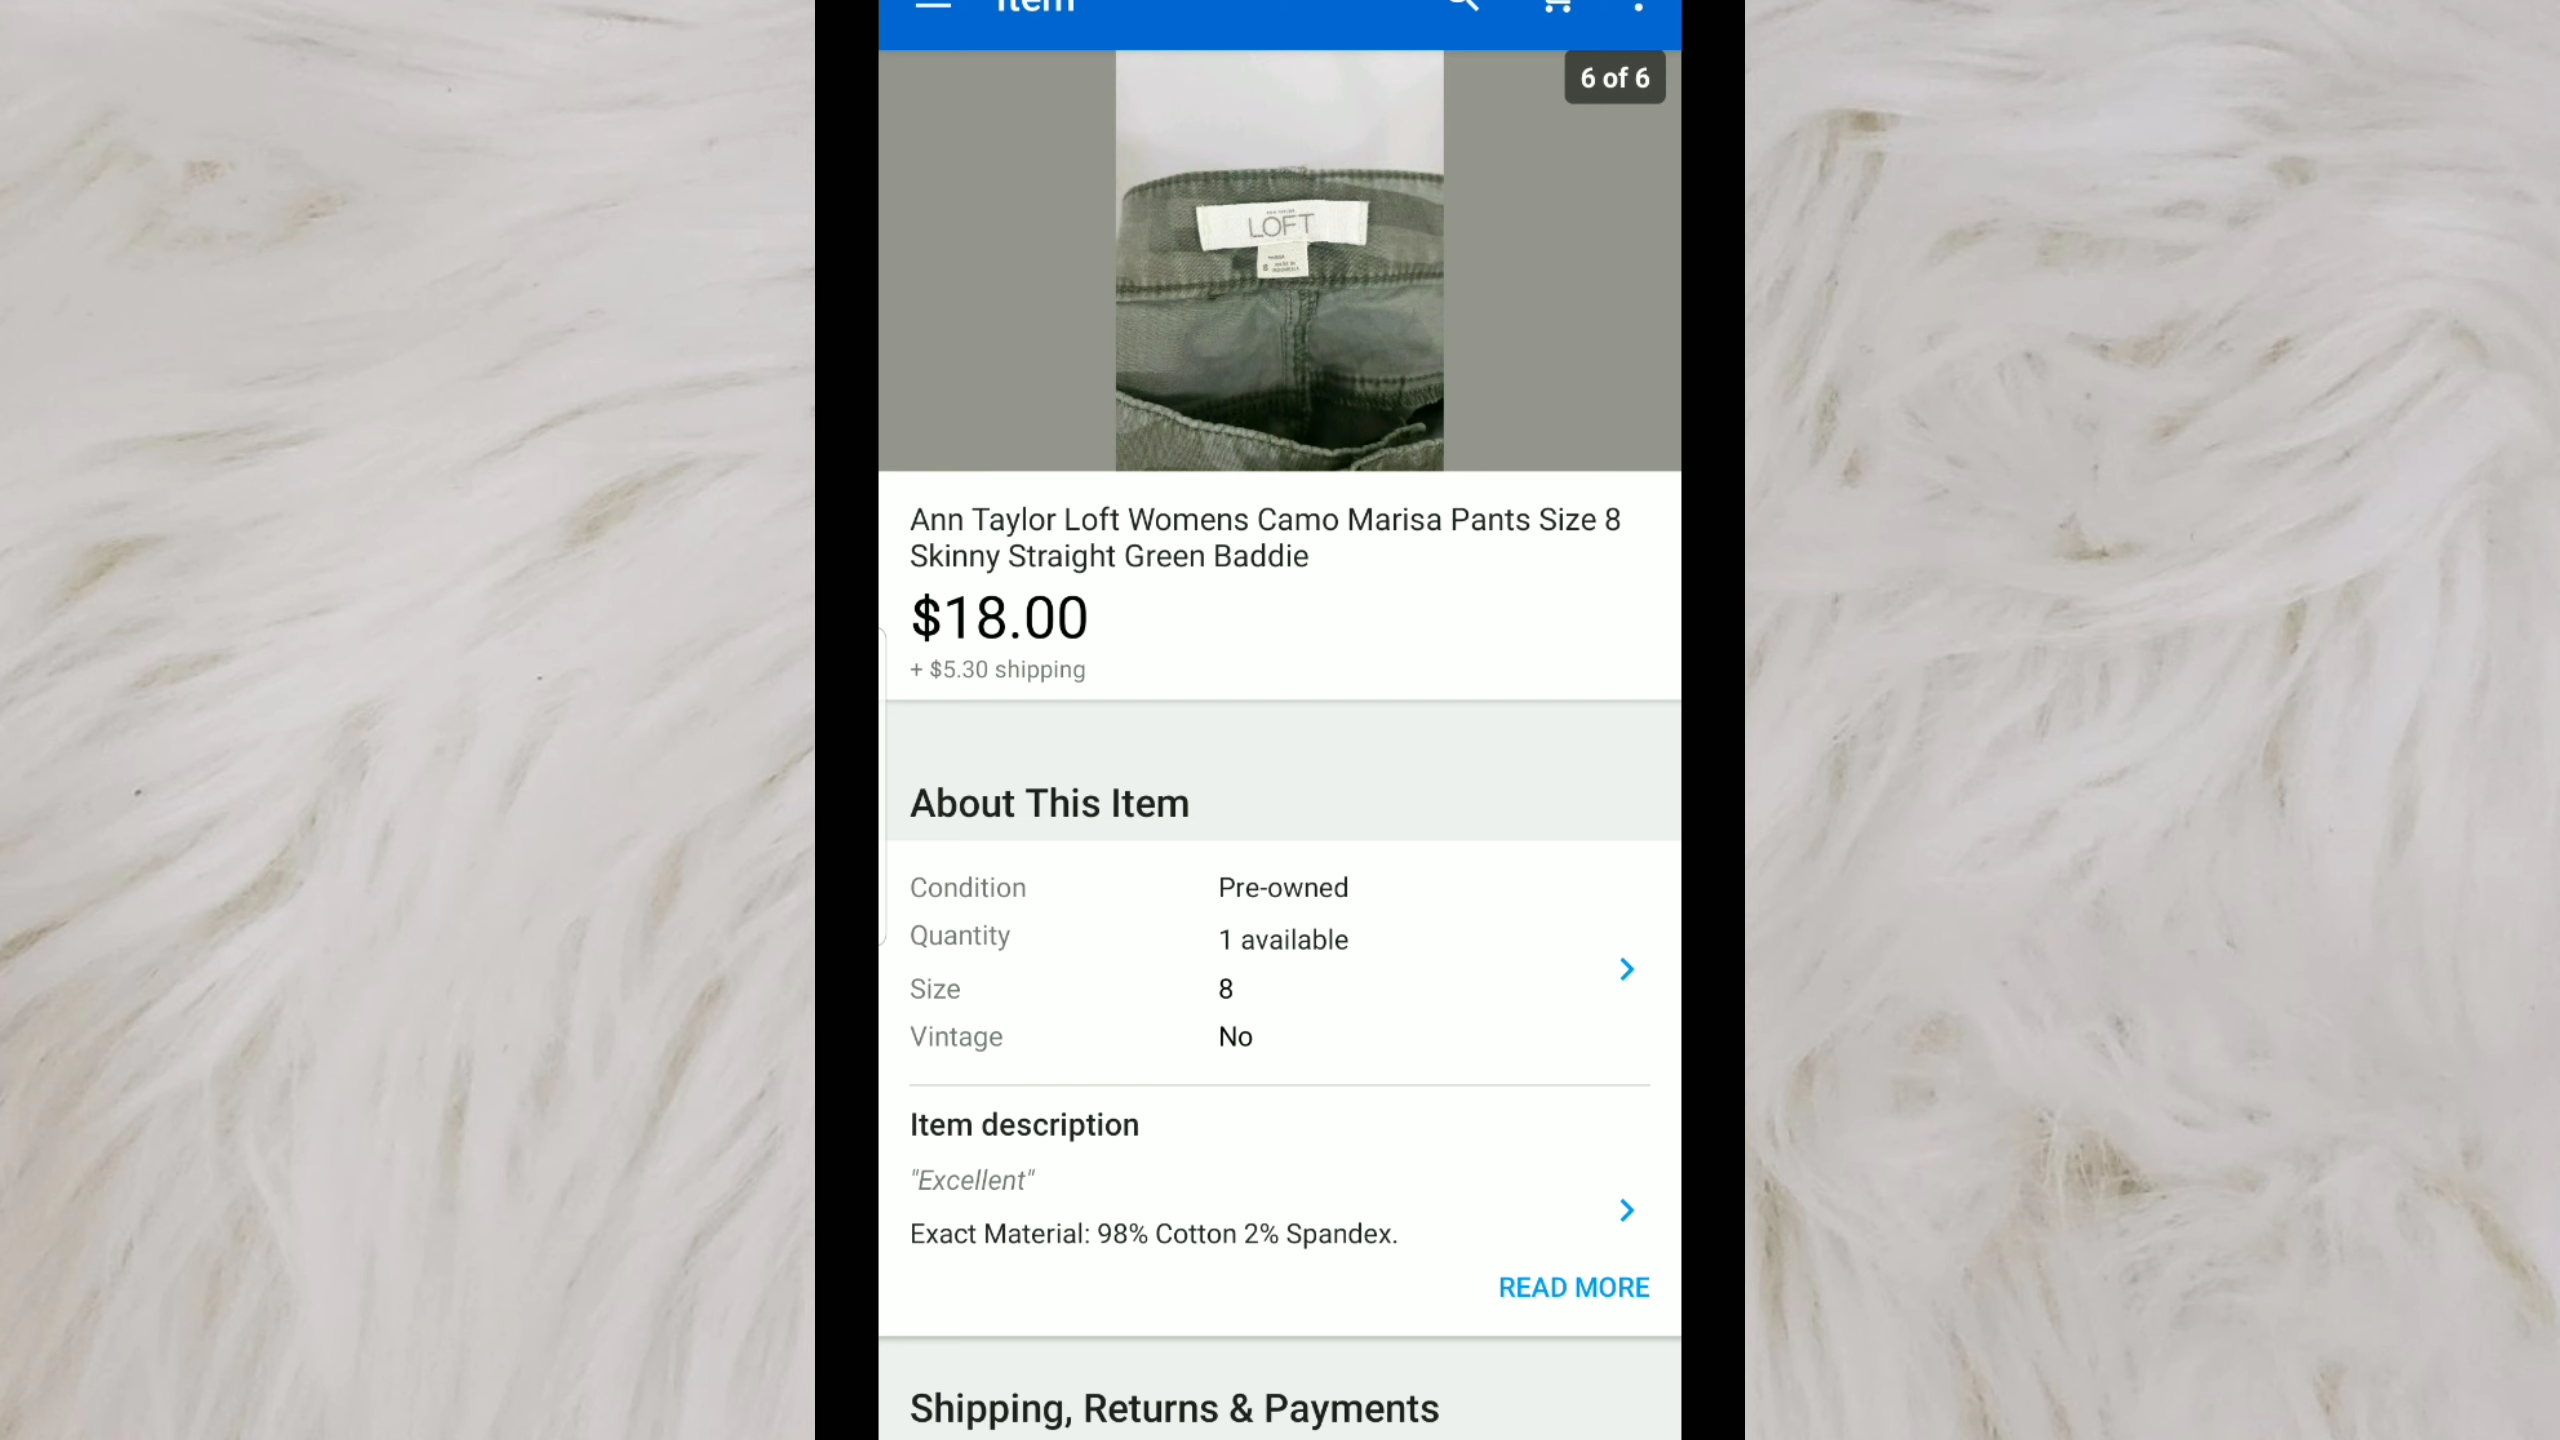 Item
6 of 6
LOFT
Ann Taylor Loft Womens Camo Marisa Pants Size 8
Skinny Straight Green Baddie
$18.00
+ $5.30 shipping
About This Item
Condition Pre-owned
Quantity 1 available
Size 8
Vintage No
Item description
"Excellent"
Exact Material: 98% Cotton 2% Spandex.
READ MORE
Shipping, Returns & Payments